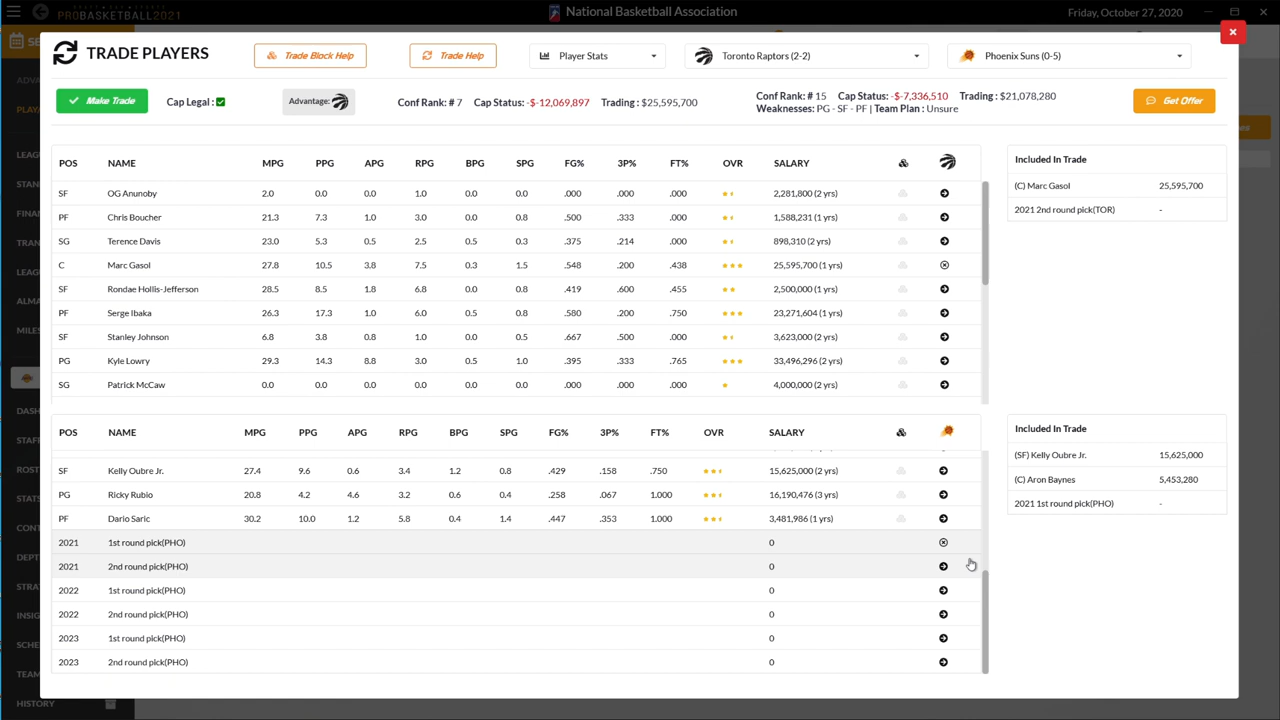 PROBASKETBALL2021
National Basketball Association
Friday, October 27, 2020
TRADE PLAYERS
Trade Block Help
Trade Help
Player Stats
Toronto Raptors (2-2)
Phoenix Suns (0-5)
Make Trade
Cap Legal :
Advantage:
Conf Rank: # 7 Cap Status: -$-12,069,897 Trading : $25,595,700
Conf Rank: # 15 Cap Status: -$-7,336,510 Trading : $21,078,280
Weaknesses: PG - SF - PF | Team Plan : Unsure
Get Offer
POS NAME MPG PPG APG RPG BPG SPG FG% 3P% FT% OVR SALARY
SF OG Anunoby 2.0 0.0 0.0 1.0 0.0 0.0 .000 .000 .000 2,281,800 (2 yrs)
PF Chris Boucher 21.3 7.3 1.0 3.0 0.0 0.8 .500 .333 .000 1,588,231 (1 yrs)
SG Terence Davis 23.0 5.3 0.5 2.5 0.5 0.3 .375 .214 .000 898,310 (2 yrs)
C Marc Gasol 27.8 10.5 3.8 7.5 0.3 1.5 .548 .200 .438 25,595,700 (1 yrs)
SF Rondae Hollis-Jefferson 28.5 8.5 1.8 6.8 0.0 0.8 .419 .600 .455 2,500,000 (1 yrs)
PF Serge Ibaka 26.3 17.3 1.0 6.0 0.5 0.8 .580 .200 .750 23,271,604 (1 yrs)
SF Stanley Johnson 6.8 3.8 0.8 1.0 0.0 0.5 .667 .500 .000 3,623,000 (2 yrs)
PG Kyle Lowry 29.3 14.3 8.8 3.0 0.5 1.0 .395 .333 .765 33,496,296 (2 yrs)
SG Patrick McCaw 0.0 0.0 0.0 0.0 0.0 0.0 .000 .000 .000 4,000,000 (2 yrs)
Included In Trade
(C) Marc Gasol 25,595,700
2021 2nd round pick(TOR) -
POS NAME MPG PPG APG RPG BPG SPG FG% 3P% FT% OVR SALARY
SF Kelly Oubre Jr. 27.4 9.6 0.6 3.4 1.2 0.8 .429 .158 .750 15,625,000 (2 yrs)
PG Ricky Rubio 20.8 4.2 4.6 3.2 0.6 0.4 .258 .067 1.000 16,190,476 (3 yrs)
PF Dario Saric 30.2 10.0 1.2 5.8 0.4 1.4 .447 .353 1.000 3,481,986 (1 yrs)
2021 1st round pick(PHO) 0
2021 2nd round pick(PHO) 0
2022 1st round pick(PHO) 0
2022 2nd round pick(PHO) 0
2023 1st round pick(PHO) 0
2023 2nd round pick(PHO) 0
Included In Trade
(SF) Kelly Oubre Jr. 15,625,000
(C) Aron Baynes 5,453,280
2021 1st round pick(PHO) -
HISTORY